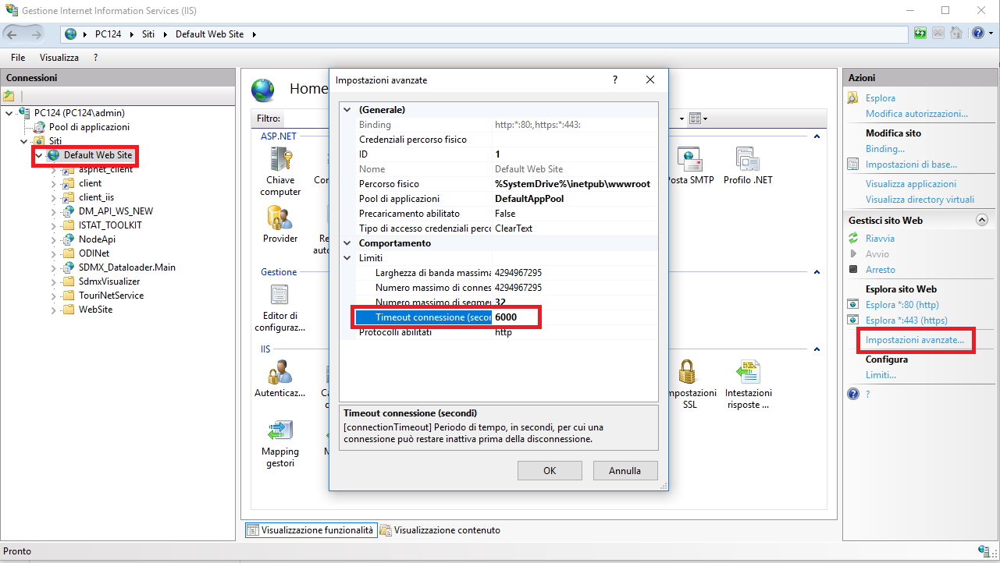 Gestione Internet Information Services (IIS)
PC124
Siti
Default Web Site
File
Visualizza
?
Connessioni
PC124 (PC124\admin)
Pool di applicazioni
Siti
Default Web Site
aspnet_client
client
client_iis
DM_API_WS_NEW
ISTAT_TOOLKIT
NodeApi
ODINet
SDMX_Dataloader.Main
SdmxVisualizer
TouriNetService
WebSite
Home
Filtro:
ASP.NET
Chiave
computer
Provider
Posta SMTP
Profilo .NET
Gestione
Editor di
configuraz...
IIS
Autenticaz...
Impostazioni
SSL
Intestazioni
risposte ...
Mapping
gestori
Impostazioni avanzate
?
(Generale)
Binding http:*:80:,https:*:443:
Credenziali percorso fisico
ID 1
Nome Default Web Site
Percorso fisico %SystemDrive%\inetpub\wwwroot
Pool di applicazioni DefaultAppPool
Precaricamento abilitato False
Tipo di accesso credenziali perco ClearText
Comportamento
Limiti
Larghezza di banda massima 4294967295
Numero massimo di connes 4294967295
Numero massimo di segme 32
Timeout connessione (secon 6000
Protocolli abilitati http
Timeout connessione (secondi)
[connectionTimeout] Periodo di tempo, in secondi, per cui una
connessione può restare inattiva prima della disconnessione.
OK
Annulla
Visualizzazione funzionalità
Visualizzazione contenuto
Azioni
Esplora
Modifica autorizzazioni...
Modifica sito
Binding...
Impostazioni di base...
Visualizza applicazioni
Visualizza directory virtuali
Gestisci sito Web
Riavvia
Avvio
Arresto
Esplora sito Web
Esplora *:80 (http)
Esplora *:443 (https)
Impostazioni avanzate...
Configura
Limiti...
?
Pronto